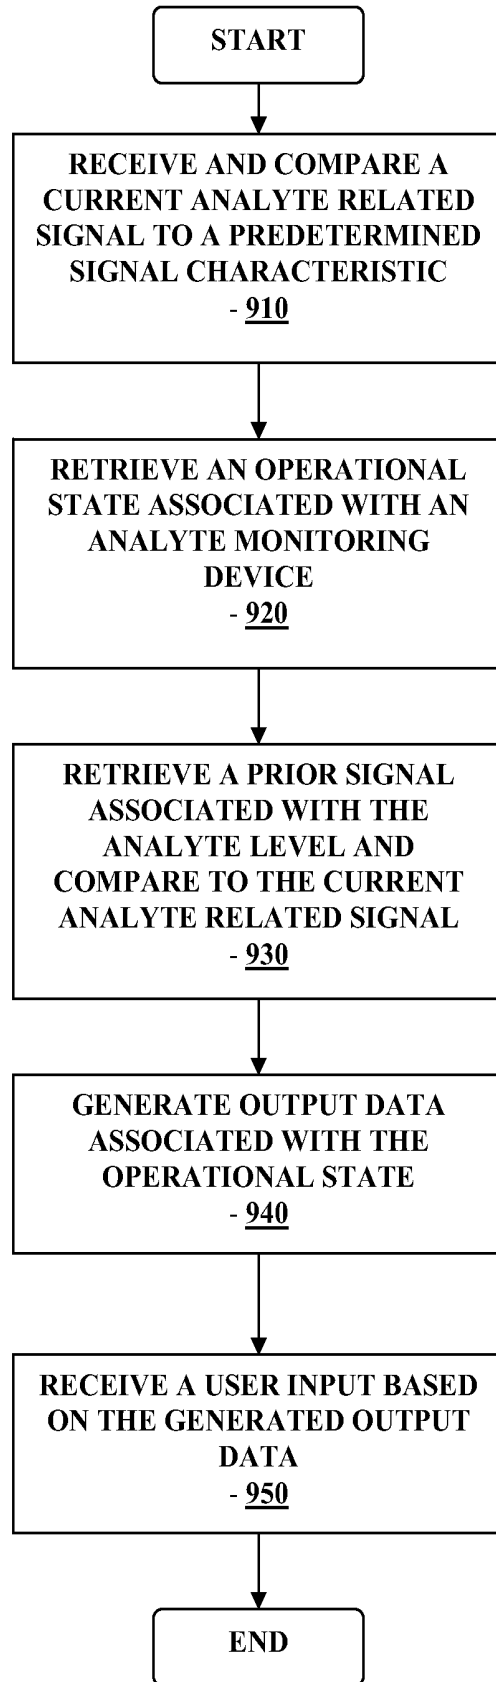 START
RECEIVE AND COMPARE A
CURRENT ANALYTE RELATED
SIGNAL TO A PREDETERMINED
SIGNAL CHARACTERISTIC
- 910
RETRIEVE AN OPERATIONAL
STATE ASSOCIATED WITH AN
ANALYTE MONITORING
DEVICE
- 920
RETRIEVE A PRIOR SIGNAL
ASSOCIATED WITH THE
ANALYTE LEVEL AND
COMPARE TO THE CURRENT
ANALYTE RELATED SIGNAL
- 930
GENERATE OUTPUT DATA
ASSOCIATED WITH THE
OPERATIONAL STATE
- 940
RECEIVE A USER INPUT BASED
ON THE GENERATED OUTPUT
DATA
- 950
END